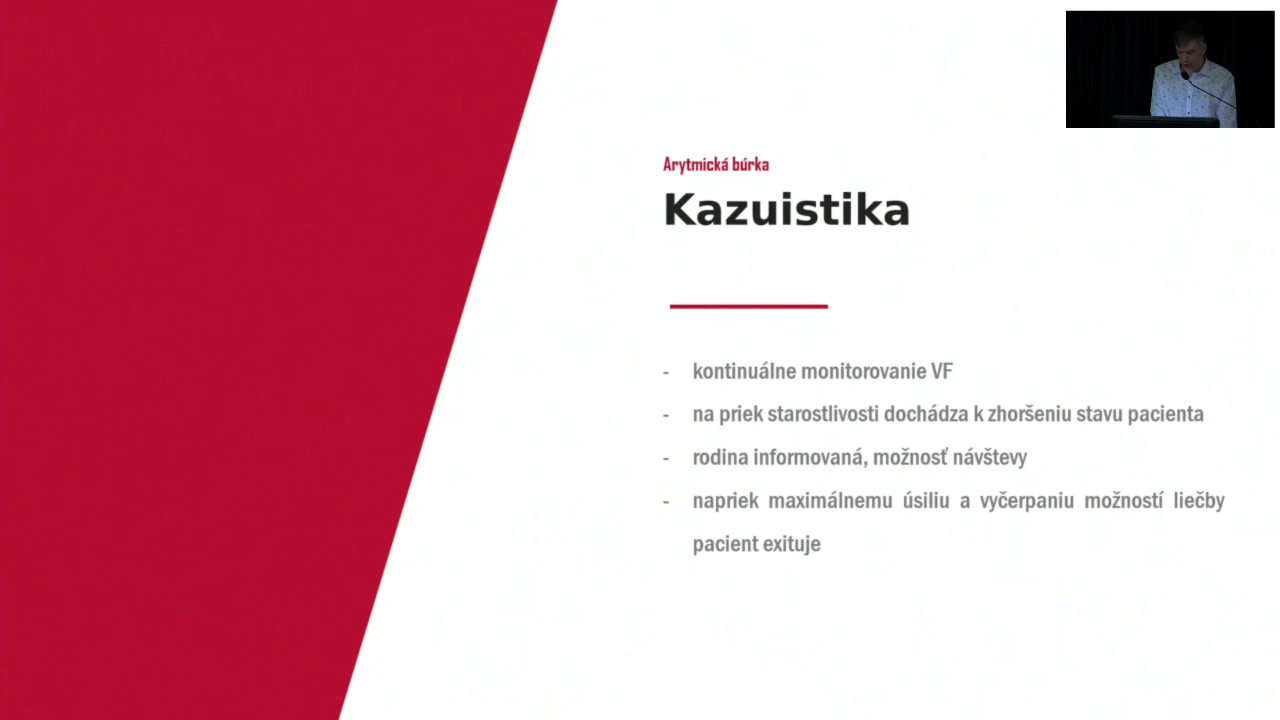 Arytmická búrka
Kazuistika
- kontinuálne monitorovanie VF
- na priek starostlivosti dochádza k zhoršeniu stavu pacienta
- rodina informovaná, možnosť návštevy
- napriek maximálnemu úsiliu a vyčerpaniu možností liečby
pacient exituje